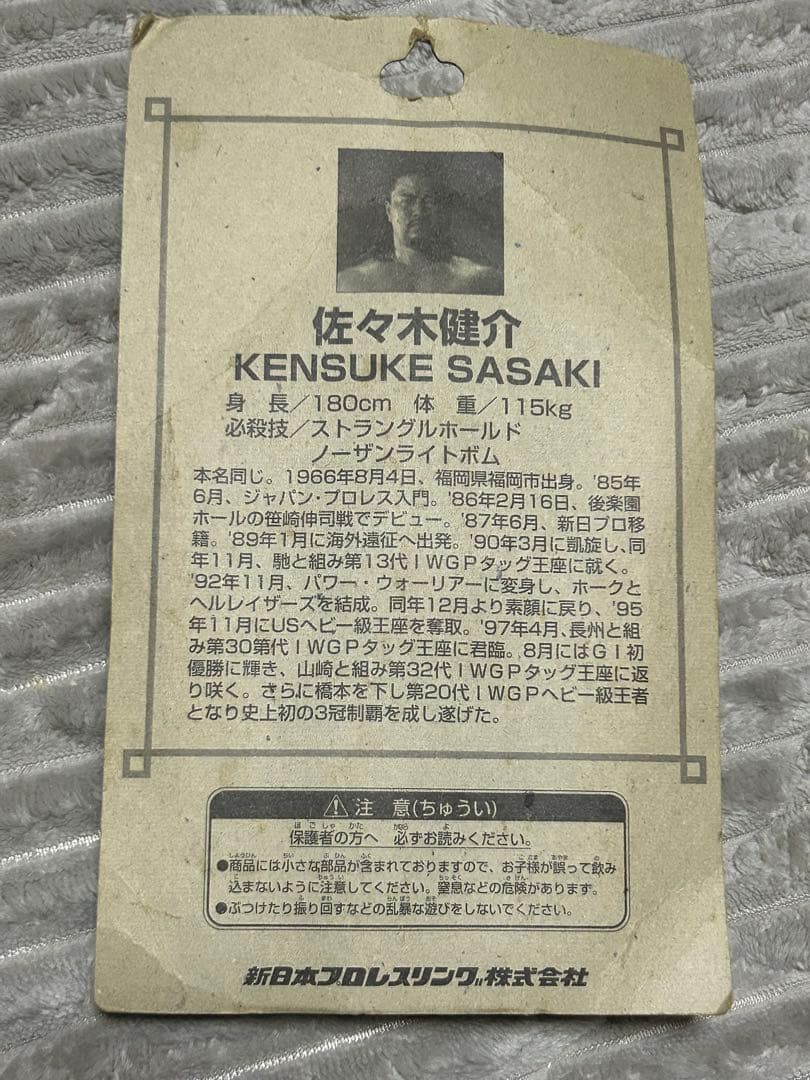 佐々木健介
KENSUKE SASAKI
身 長／180cm 体 重／115kg
必殺技／ストラングルホールド
ノーザンライトボム
本名同じ。1966年8月4日、福岡県福岡市出身。'85年
6月、ジャパン・プロレス入門。'86年2月16日、後楽園
ホールの笹崎伸司戦でデビュー。'87年6月、新日プロ移
籍。'89年1月に海外遠征へ出発。'90年3月に凱旋し、同
年11月、馳と組み第13代IWGPタッグ王座に就く。
'92年11月、パワー・ウォーリアーに変身し、ホークと
ヘルレイザーズを結成。同年12月より素顔に戻り、'95
年11月にUSヘビー級王座を奪取。'97年4月、長州と組
み第30第代IWGPタッグ王座に君臨。8月にはGI初
優勝に輝き、山崎と組み第32代IWGPタッグ王座に返
り咲く。さらに橋本を下し第20代IWGPヘビー級王者
となり史上初の3冠制覇を成し遂げた。
注 意(ちゅうい)
保護者の方へ 必ずお読みください。
●商品には小さな部品が含まれておりますので、お子様が誤って飲み
込まないように注意してください。窒息などの危険があります。
●ぶつけたり振り回すなどの乱暴な遊びをしないでください。
新日本プロレスリング株式会社